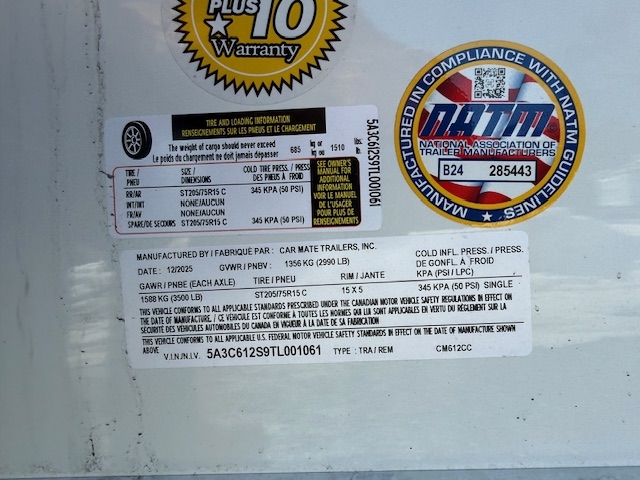 PLUS 10
Warranty
TIRE AND LOADING INFORMATION
RENSEIGNEMENTS SUR LES PNEUS ET LE CHARGEMENT
The weight of cargo should never exceed 685 kg or 1510 lbs.
Le poids du chargement ne doit jamais dépasser kg ou lb.
TIRE SIZE COLD TIRE PRESS.
PNEU DIMENSIONS PRESS. DES PNEUS À FROID
RR/AR ST205/75R15 C 345 KPA (50 PSI)
INT/INT NONE/AUCUN
FR/AV NONE/AUCUN
SPARE/DE SECOURS ST205/75R15 C 345 KPA (50 PSI)
SEE OWNER'S
MANUAL FOR
ADDITIONAL
INFORMATION
VOIR LE MANUEL
DE L'USAGER
POUR PLUS DE
RENSEIGNEMENTS
5A3C612S9TL001061
MANUFACTURED IN COMPLIANCE WITH NATM GUIDELINES
NATM
NATIONAL ASSOCIATION OF
TRAILER MANUFACTURERS
B24 285443
MANUFACTURED BY / FABRIQUÉ PAR : CAR MATE TRAILERS, INC.
DATE : 12/2025 GVWR / PNBV : 1356 KG (2990 LB)
COLD INFL. PRESS. / PRESS.
DE GONFL. À FROID
KPA (PSI / LPC)
GAWR / PNBE (EACH AXLE) TIRE / PNEU RIM / JANTE
1588 KG (3500 LB) ST205/75R15 C 15 X 5 345 KPA (50 PSI) SINGLE
THIS VEHICLE CONFORMS TO ALL APPLICABLE STANDARDS PRESCRIBED UNDER THE CANADIAN MOTOR VEHICLE SAFETY REGULATIONS IN EFFECT ON
THE DATE OF MANUFACTURE. / CE VÉHICULE EST CONFORME À TOUTES LES NORMES QUI LUI SONT APPLICABLES EN VERTU DU RÈGLEMENT SUR LA
SÉCURITÉ DES VÉHICULES AUTOMOBILES DU CANADA EN VIGUEUR À LA DATE DE SA FABRICATION
THIS VEHICLE CONFORMS TO ALL APPLICABLE U.S. FEDERAL MOTOR VEHICLE SAFETY STANDARDS IN EFFECT ON THE DATE OF MANUFACTURE SHOWN
ABOVE
V.I.N./N.I.V. 5A3C612S9TL001061 TYPE : TRA / REM CM612CC